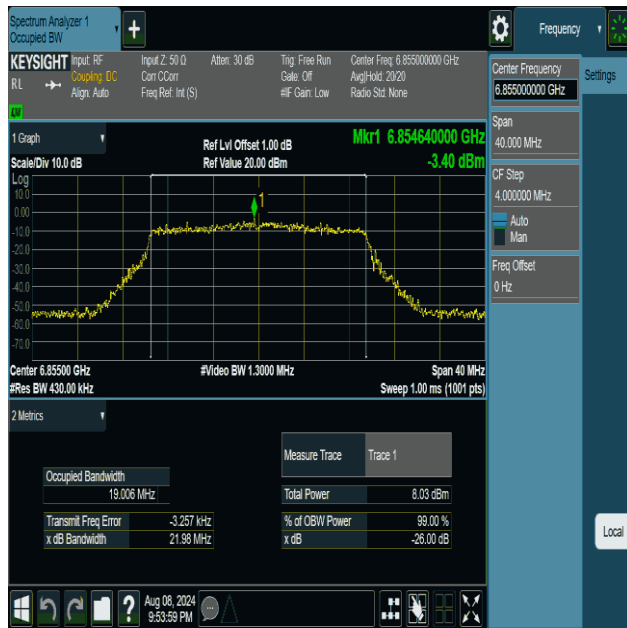 Spectrum Analyzer 1
Occupied BW
+
Frequency
KEYSIGHT
RL
Input: RF
Coupling: DC
Align: Auto
Input Z: 50 Ω
Corr CCorr
Freq Ref: Int (S)
Atten: 30 dB
Trig: Free Run
Gate: Off
#IF Gain: Low
Center Freq: 6.855000000 GHz
Avg|Hold: 20/20
Radio Std: None
Center Frequency
6.855000000 GHz
Settings
Span
40.000 MHz
CF Step
4.000000 MHz
Auto
Man
Freq Offset
0 Hz
1 Graph
Scale/Div 10.0 dB
Ref Lvl Offset 1.00 dB
Ref Value 20.00 dBm
Mkr1 6.854640000 GHz
-3.40 dBm
Log
10.0
0.00
-10.0
-20.0
-30.0
-40.0
-50.0
-60.0
-70.0
1
Center 6.85500 GHz
#Res BW 430.00 kHz
#Video BW 1.3000 MHz
Span 40 MHz
Sweep 1.00 ms (1001 pts)
2 Metrics
Occupied Bandwidth
19.006 MHz
Transmit Freq Error -3.257 kHz
x dB Bandwidth 21.98 MHz
Measure Trace Trace 1
Total Power 8.03 dBm
% of OBW Power 99.00 %
x dB -26.00 dB
Local
?
Aug 08, 2024
9:53:59 PM